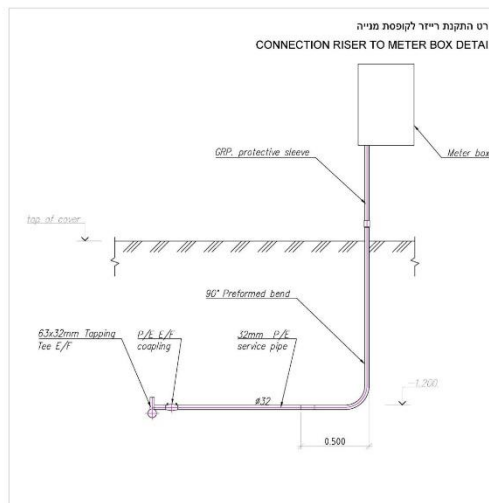 רט התקנת רייזר לקופסת מנייה
CONNECTION RISER TO METER BOX DETAI
GRP. protective sleeve
Meter box
top of cover
90° Preformed bend
63x32mm Tapping
Tee E/F
P/E E/F
coupling
32mm P/E
service pipe
ø32
-1.200
0.500